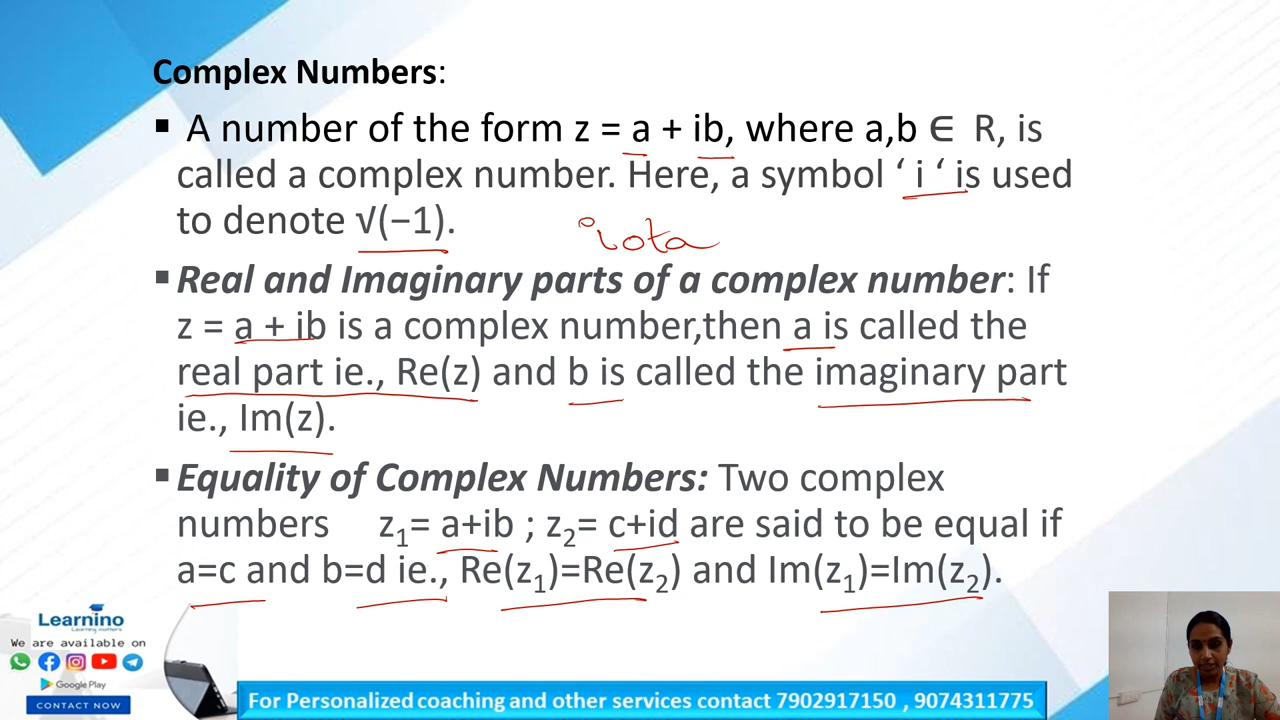 Complex Numbers:
▪ A number of the form z = a + ib, where a,b ∈ R, is
called a complex number. Here, a symbol ‘ i ‘ is used
to denote √(−1).
iota
▪ Real and Imaginary parts of a complex number: If
z = a + ib is a complex number,then a is called the
real part ie., Re(z) and b is called the imaginary part
ie., Im(z).
▪ Equality of Complex Numbers: Two complex
numbers z₁= a+ib ; z₂= c+id are said to be equal if
a=c and b=d ie., Re(z₁)=Re(z₂) and Im(z₁)=Im(z₂).
Learnino
Learning matters
We are available on
Google Play
CONTACT NOW
For Personalized coaching and other services contact 7902917150 , 9074311775